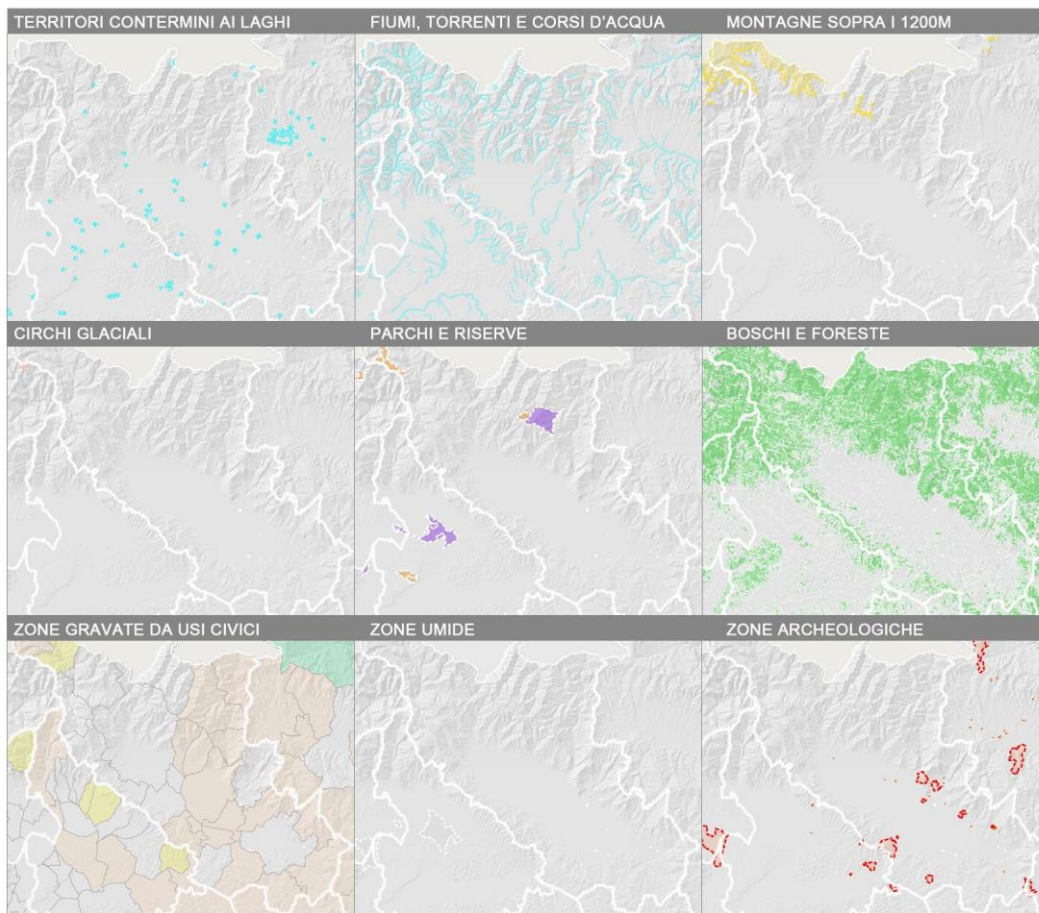 TERRITORI CONTERMINI AI LAGHI
FIUMI, TORRENTI E CORSI D'ACQUA
MONTAGNE SOPRA I 1200M
CIRCHI GLACIALI
PARCHI E RISERVE
BOSCHI E FORESTE
ZONE GRAVATE DA USI CIVICI
ZONE UMIDE
ZONE ARCHEOLOGICHE